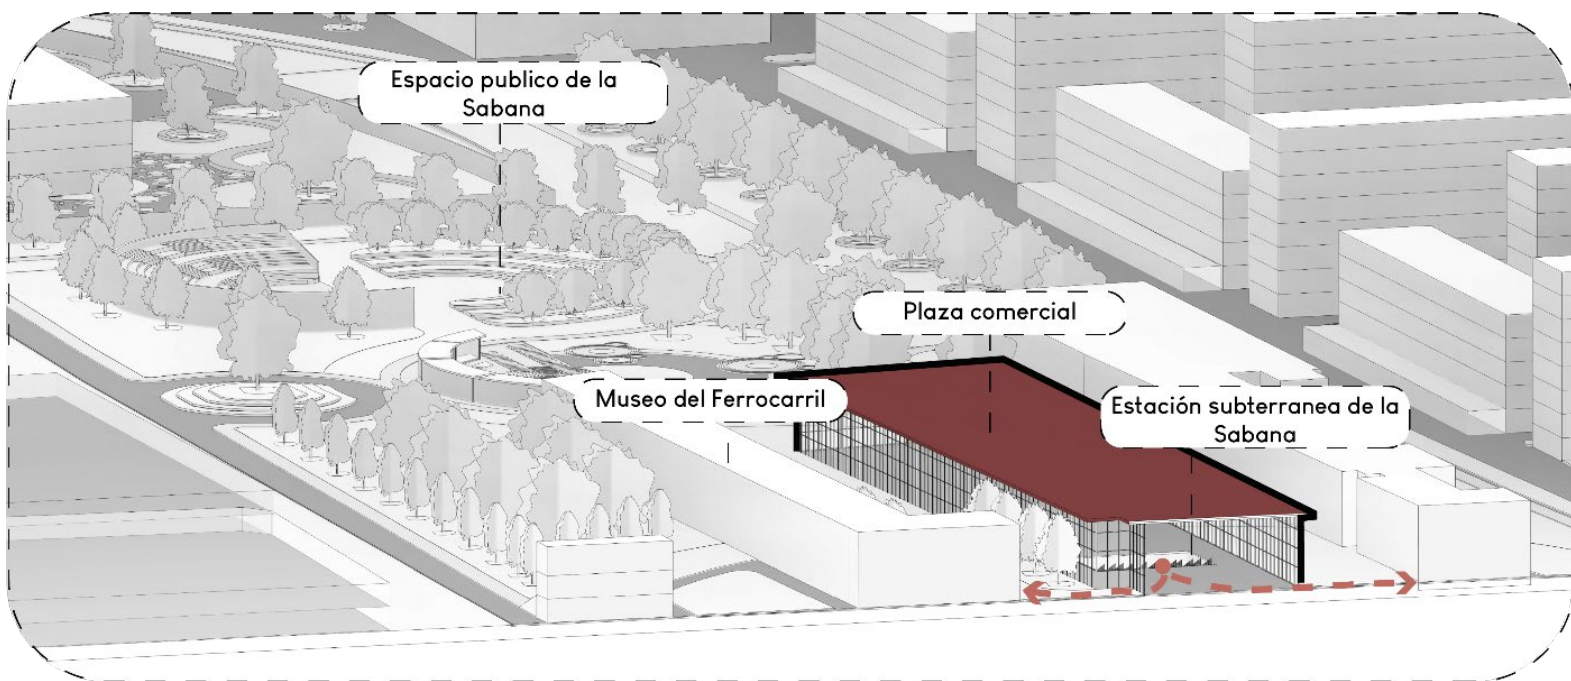 Espacio publico de la
Sabana
Plaza comercial
Museo del Ferrocarril
Estación subterranea de la
Sabana